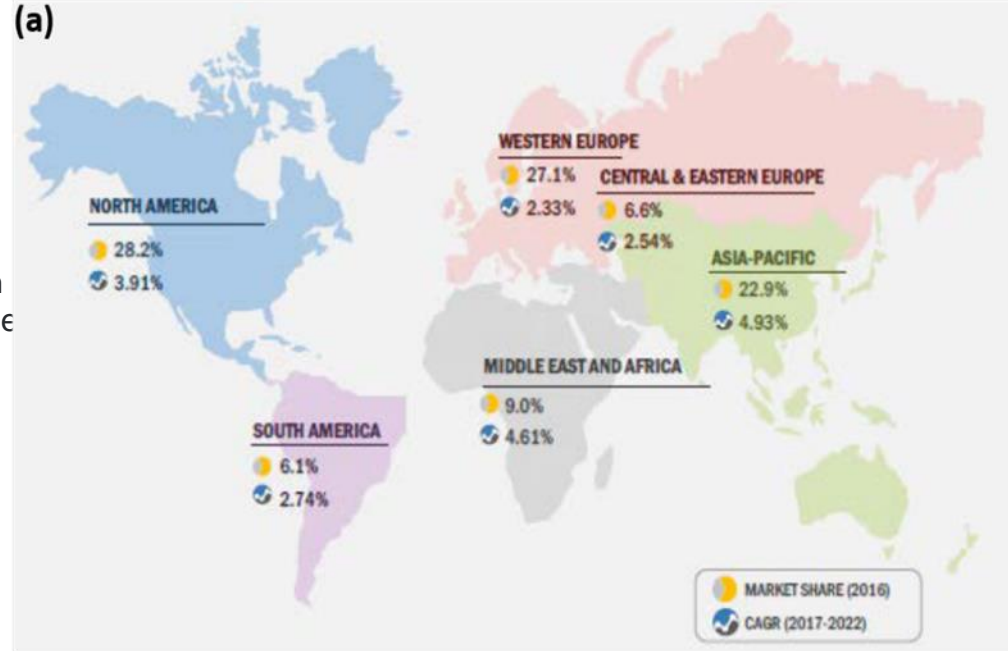 (a)
WESTERN EUROPE
27.1%
2.33%
CENTRAL & EASTERN EUROPE
6.6%
2.54%
NORTH AMERICA
28.2%
3.91%
ASIA-PACIFIC
22.9%
4.93%
MIDDLE EAST AND AFRICA
9.0%
4.61%
SOUTH AMERICA
6.1%
2.74%
MARKET SHARE (2016)
CAGR (2017-2022)